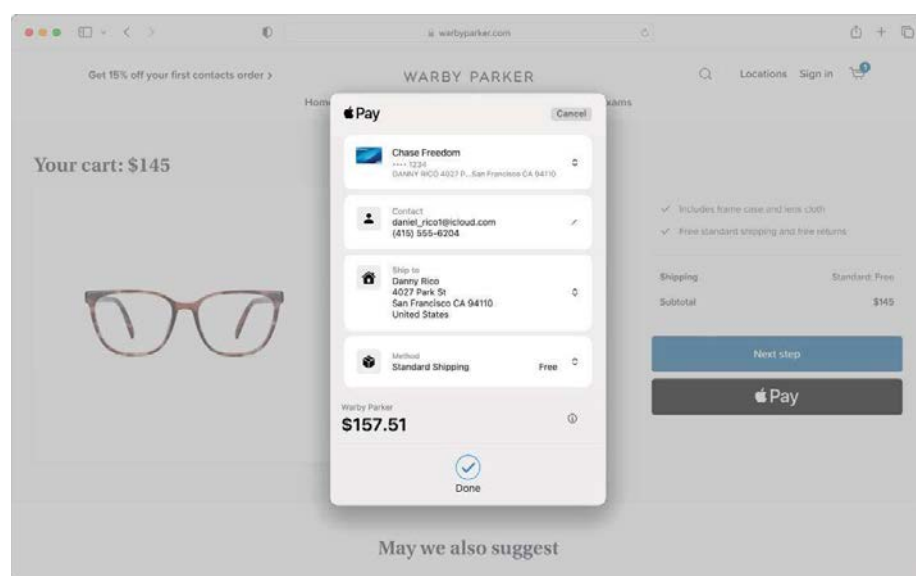 warbyparker.com
Get 15% off your first contacts order >
WARBY PARKER
Locations Sign in
1
Your cart: $145
Pay
Cancel
Chase Freedom
•••• 1234
DANNY RICO 4027 P...San Francisco CA 94110
Contact
daniel_rico1@icloud.com
(415) 555-6204
Ship to
Danny Rico
4027 Park St
San Francisco CA 94110
United States
Method
Standard Shipping Free
Warby Parker
$157.51
Done
Includes frame case and lens cloth
Free standard shipping and free returns
Shipping Standard: Free
Subtotal $145
Next step
Pay
May we also suggest